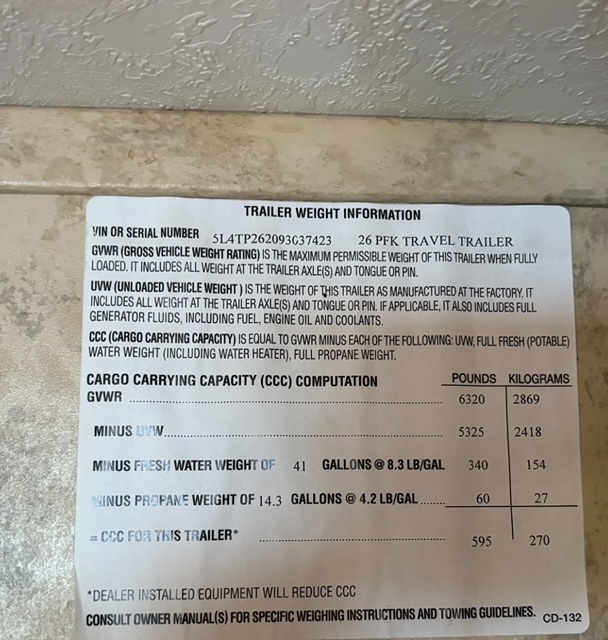 TRAILER WEIGHT INFORMATION
VIN OR SERIAL NUMBER 5L4TP262093G37423 26 PFK TRAVEL TRAILER
GVWR (GROSS VEHICLE WEIGHT RATING) IS THE MAXIMUM PERMISSIBLE WEIGHT OF THIS TRAILER WHEN FULLY
LOADED. IT INCLUDES ALL WEIGHT AT THE TRAILER AXLE(S) AND TONGUE OR PIN.
UVW (UNLOADED VEHICLE WEIGHT ) IS THE WEIGHT OF THIS TRAILER AS MANUFACTURED AT THE FACTORY. IT
INCLUDES ALL WEIGHT AT THE TRAILER AXLE(S) AND TONGUE OR PIN. IF APPLICABLE, IT ALSO INCLUDES FULL
GENERATOR FLUIDS, INCLUDING FUEL, ENGINE OIL AND COOLANTS.
CCC (CARGO CARRYING CAPACITY) IS EQUAL TO GVWR MINUS EACH OF THE FOLLOWING: UVW, FULL FRESH (POTABLE)
WATER WEIGHT (INCLUDING WATER HEATER), FULL PROPANE WEIGHT.
CARGO CARRYING CAPACITY (CCC) COMPUTATION POUNDS KILOGRAMS
GVWR 6320 2869
MINUS UVW 5325 2418
MINUS FRESH WATER WEIGHT OF 41 GALLONS @ 8.3 LB/GAL 340 154
MINUS PROPANE WEIGHT OF 14.3 GALLONS @ 4.2 LB/GAL 60 27
= CCC FOR THIS TRAILER* 595 270
*DEALER INSTALLED EQUIPMENT WILL REDUCE CCC
CONSULT OWNER MANUAL(S) FOR SPECIFIC WEIGHING INSTRUCTIONS AND TOWING GUIDELINES. CD-132